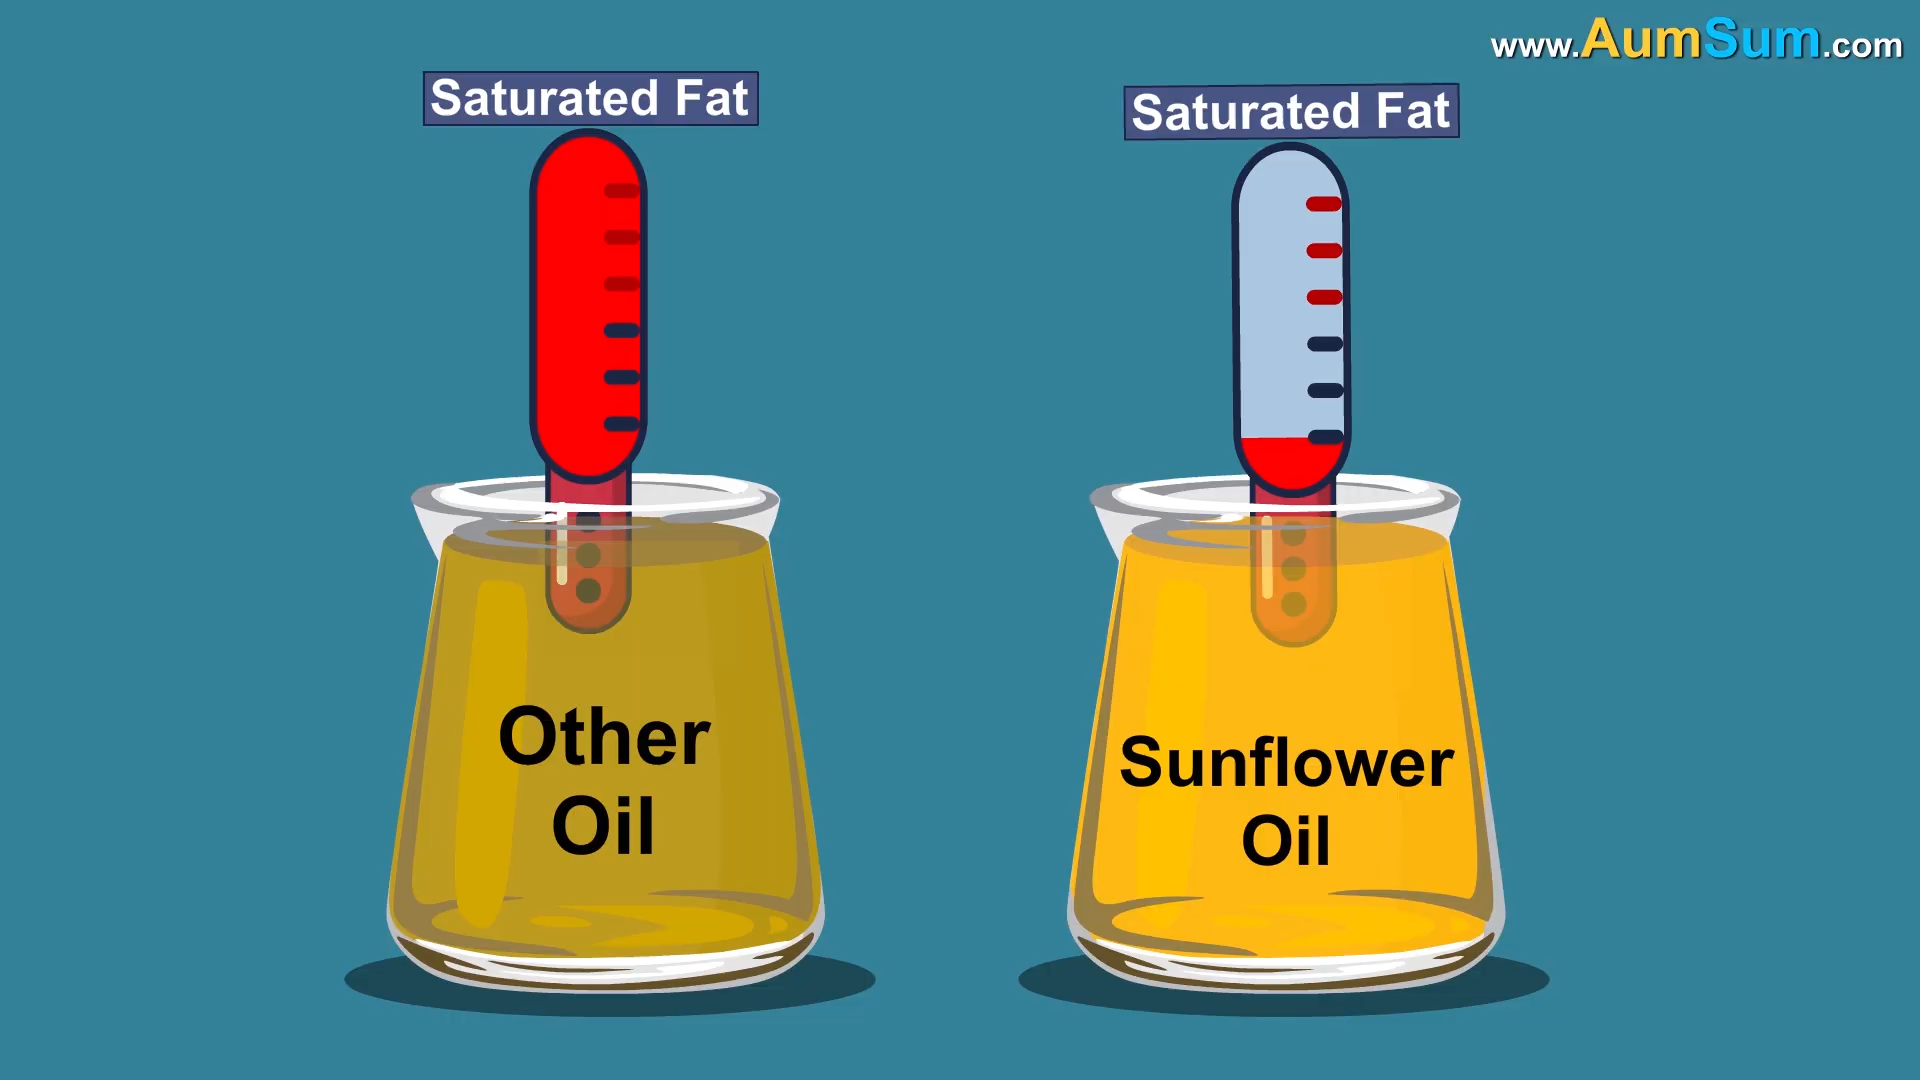 www.AumSum.com
Saturated Fat
Saturated Fat
Other
Oil
Sunflower
Oil